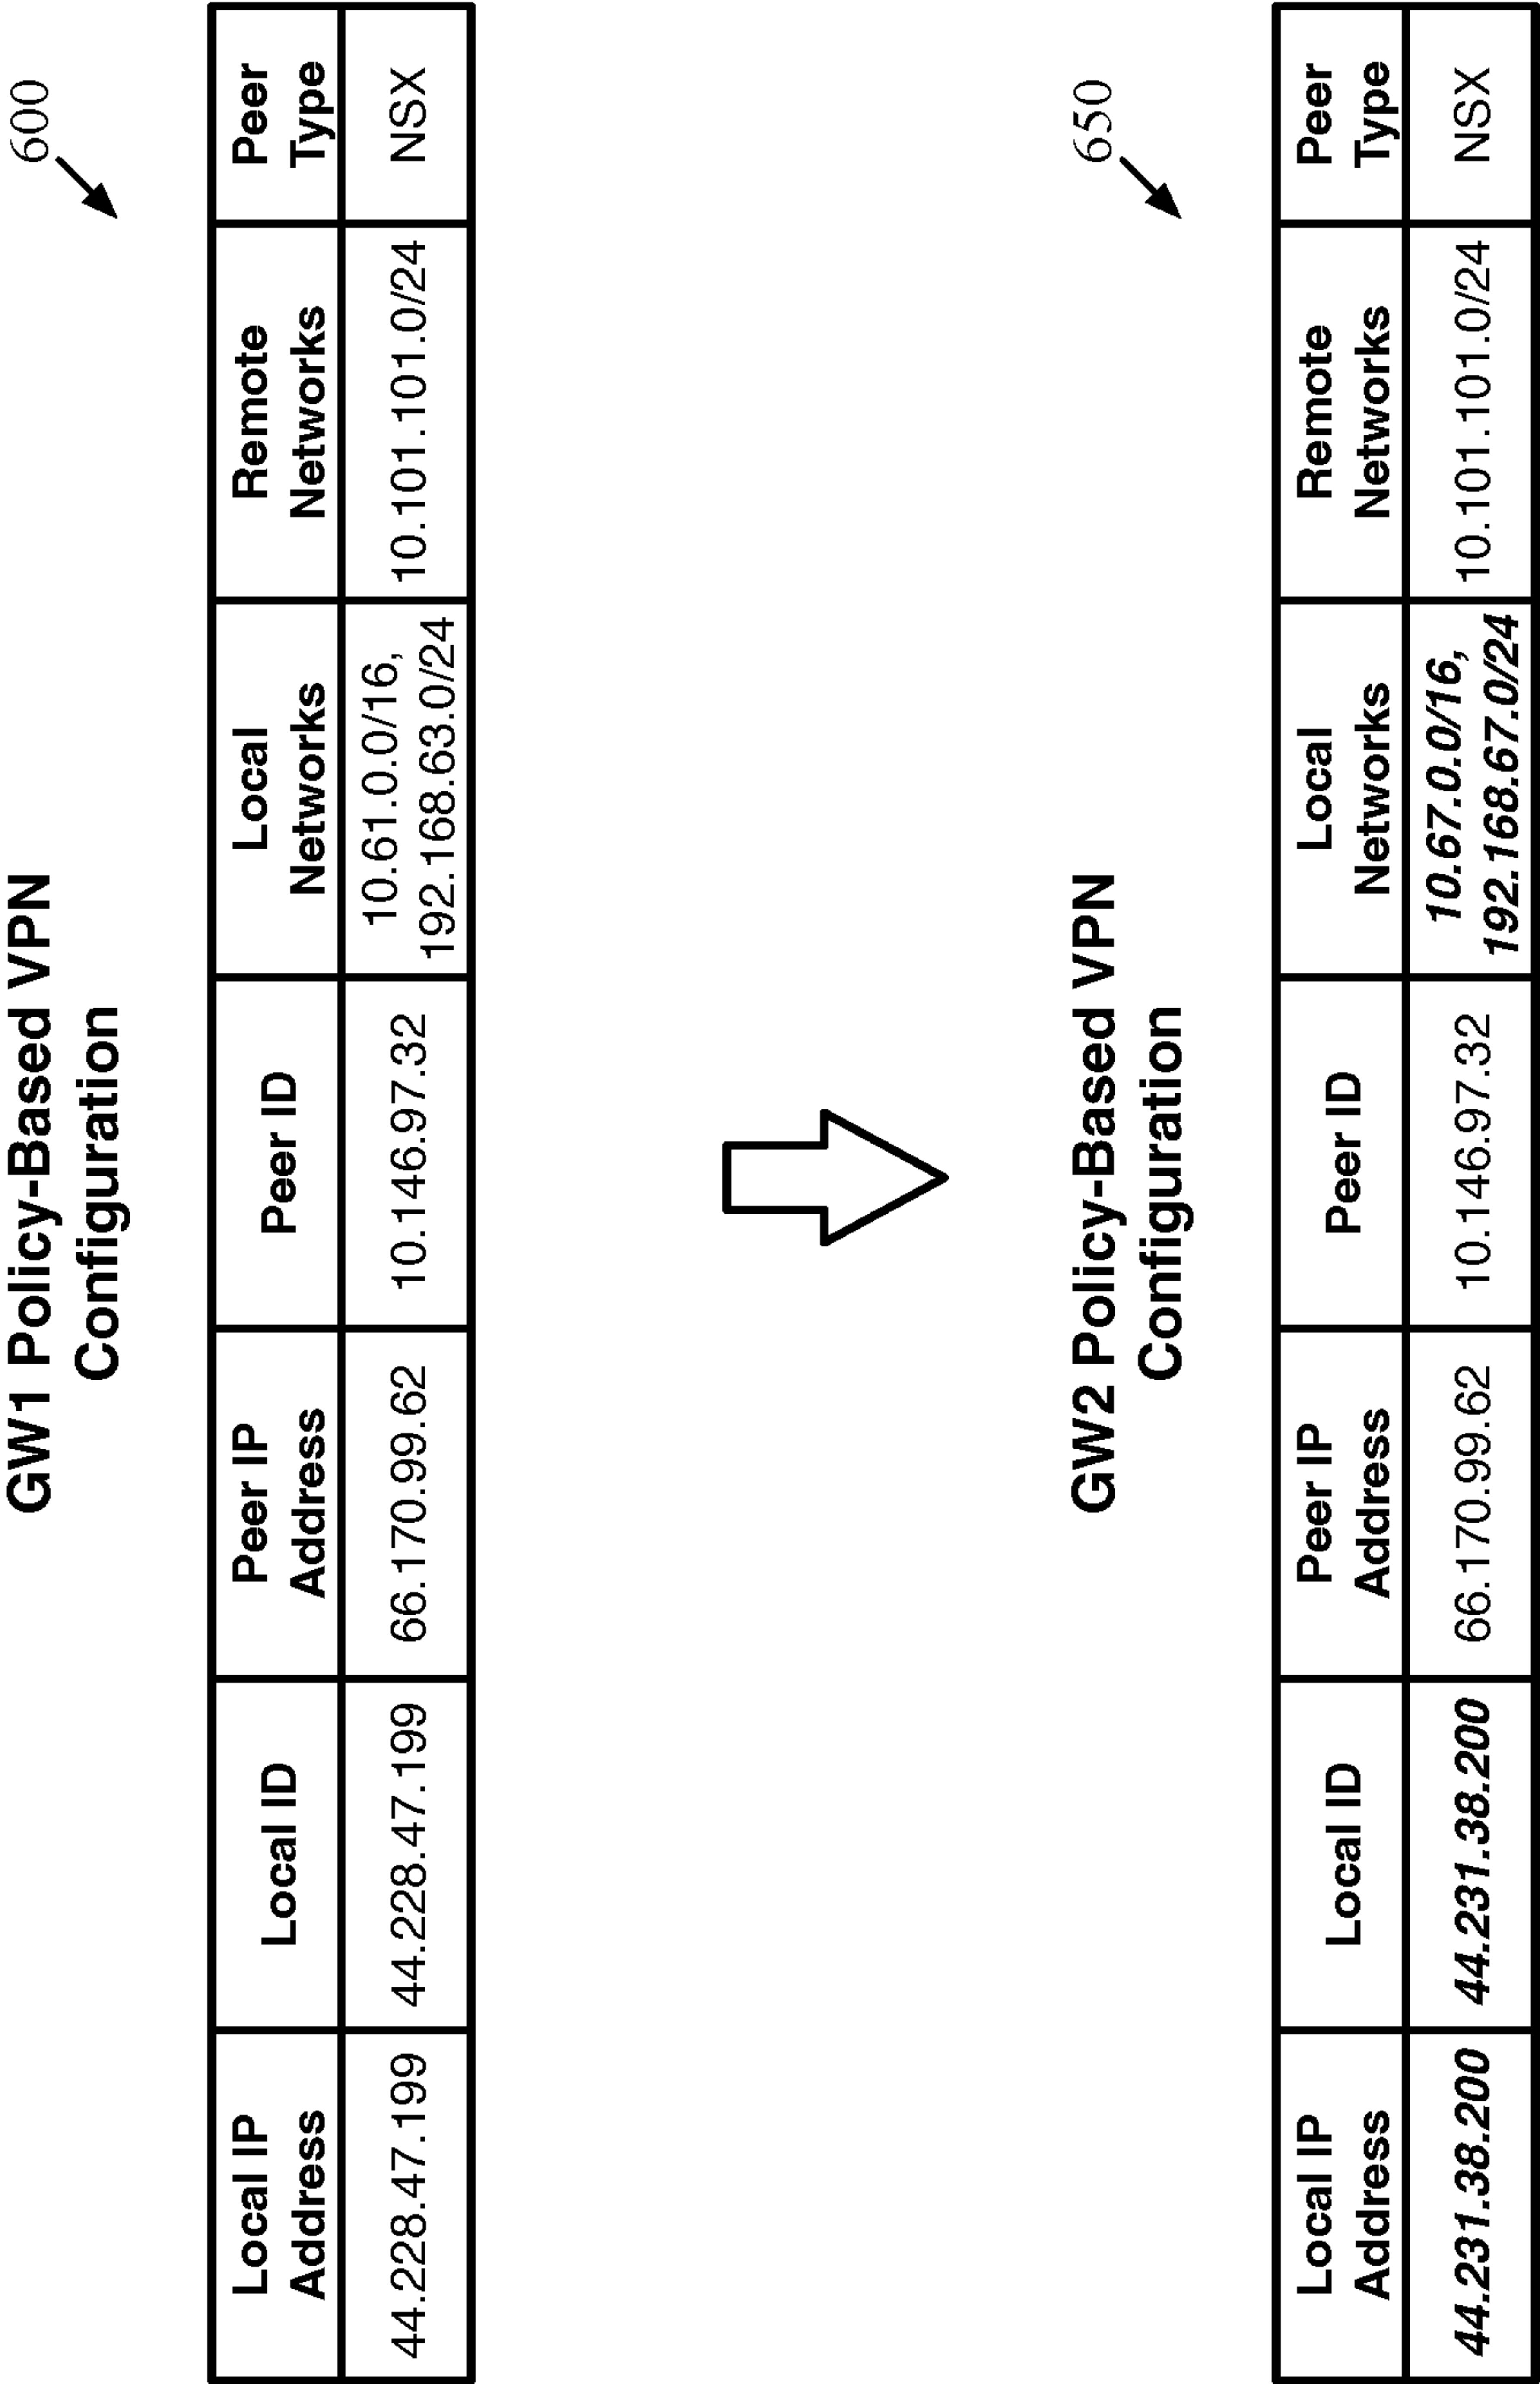 GW1 Policy-Based VPN
Configuration
600
Local IP
Address
Local ID
Peer IP
Address
Peer ID
Local
Networks
Remote
Networks
Peer
Type
44.228.47.199
44.228.47.199
66.170.99.62
10.146.97.32
10.61.0.0/16,
192.168.63.0/24
10.101.101.0/24
NSX
GW2 Policy-Based VPN
Configuration
650
Local IP
Address
Local ID
Peer IP
Address
Peer ID
Local
Networks
Remote
Networks
Peer
Type
44.231.38.200
44.231.38.200
66.170.99.62
10.146.97.32
10.67.0.0/16,
192.168.67.0/24
10.101.101.0/24
NSX